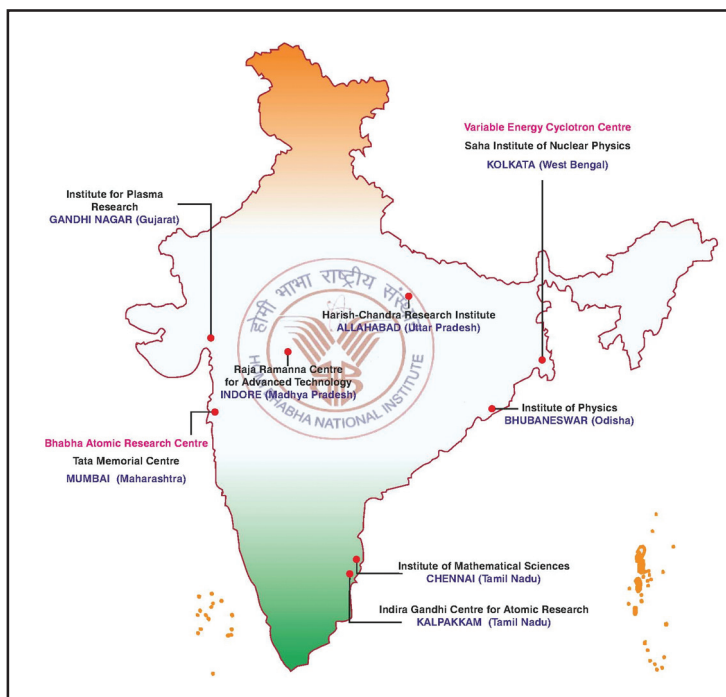 Variable Energy Cyclotron Centre
Saha Institute of Nuclear Physics
KOLKATA (West Bengal)
Institute for Plasma
Research
GANDHI NAGAR (Gujarat)
होमी भाभा राष्ट्रीय संस्थान
Harish-Chandra Research Institute
ALLAHABAD (Uttar Pradesh)
Raja Ramanna Centre
for Advanced Technology
INDORE (Madhya Pradesh)
HOMI BHABHA NATIONAL INSTITUTE
Institute of Physics
BHUBANESWAR (Odisha)
Bhabha Atomic Research Centre
Tata Memorial Centre
MUMBAI (Maharashtra)
Institute of Mathematical Sciences
CHENNAI (Tamil Nadu)
Indira Gandhi Centre for Atomic Research
KALPAKKAM (Tamil Nadu)